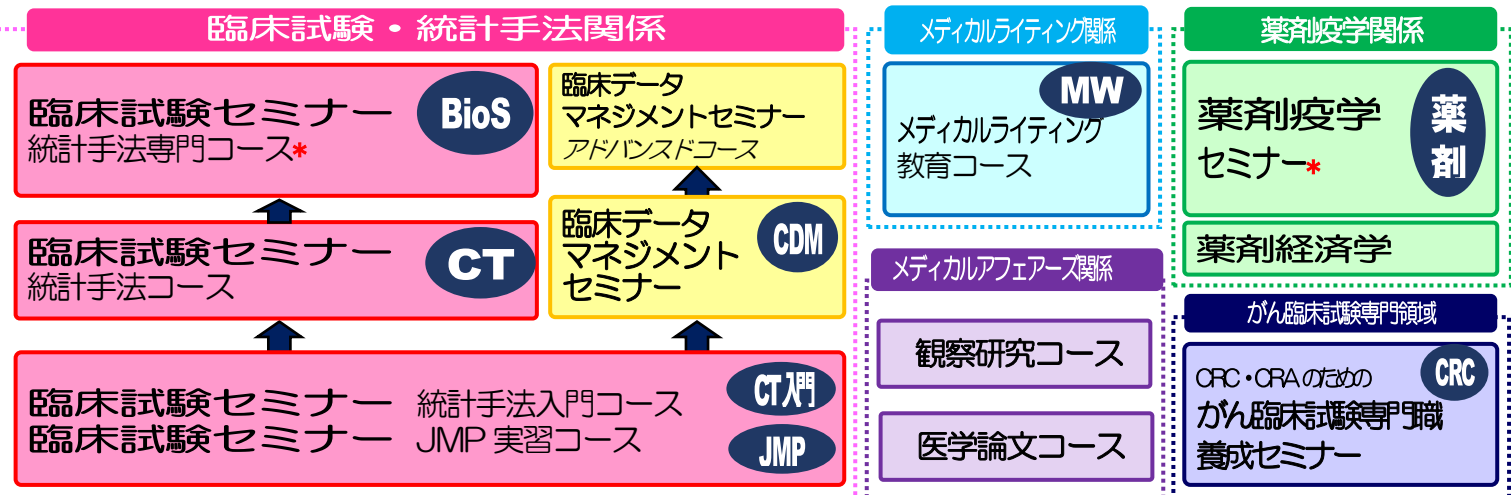 臨床試験・統計手法関係
臨床試験セミナー
統計手法専門コース*
BioS
臨床データ
マネジメントセミナー
アドバンスドコース
臨床試験セミナー
統計手法コース
CT
臨床データ
マネジメント
セミナー
CDM
臨床試験セミナー 統計手法入門コース
CT入門
臨床試験セミナー JMP 実習コース
JMP
メディカルライティング関係
MW
メディカルライティング
教育コース
メディカルアフェアーズ関係
観察研究コース
医学論文コース
薬剤疫学関係
薬剤疫学
セミナー*
薬剤
薬剤経済学
がん臨床試験専門領域
CRC・CRAのための
CRC
がん臨床試験専門職
養成セミナー